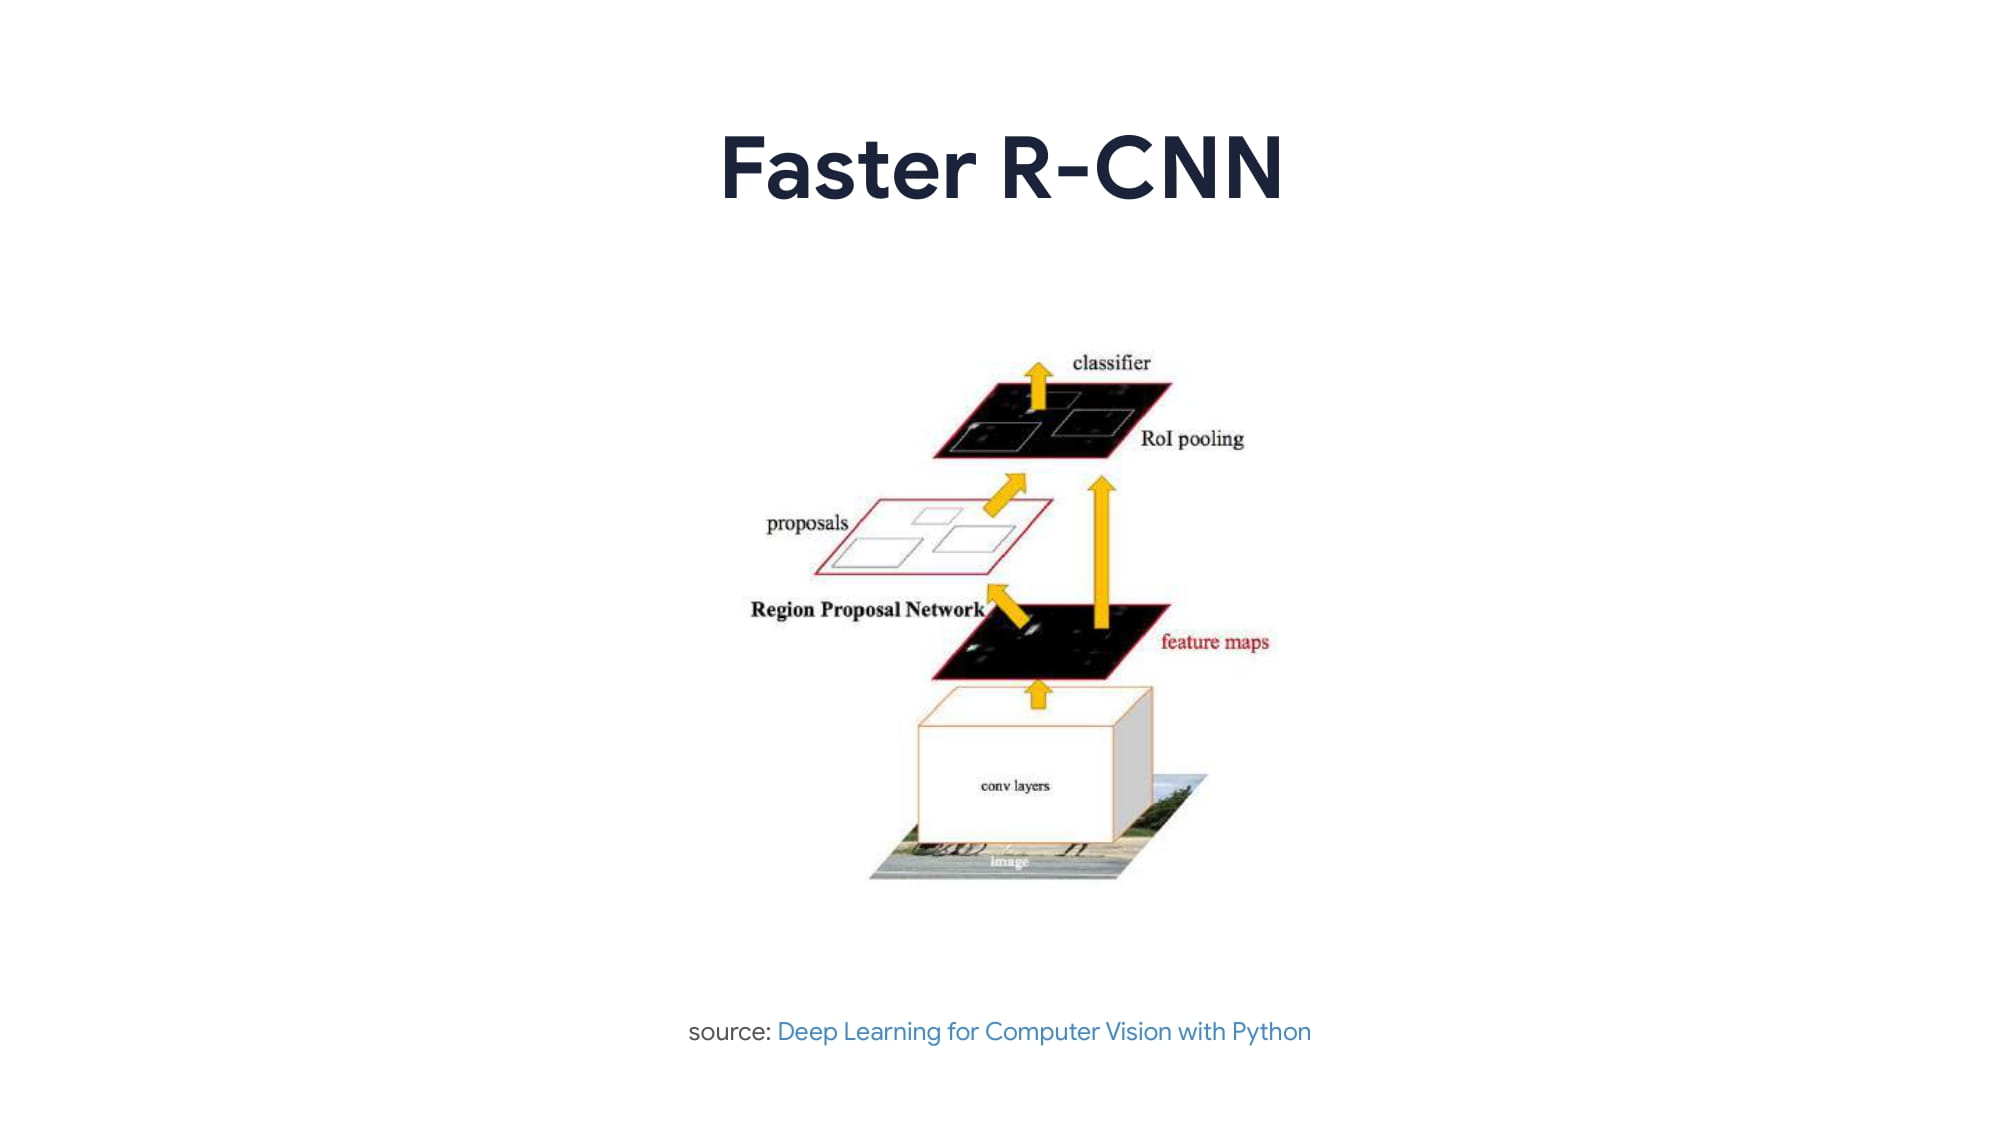 Faster R-CNN
classifier
RoI pooling
proposals
Region Proposal Network
feature maps
conv layers
image
source: Deep Learning for Computer Vision with Python